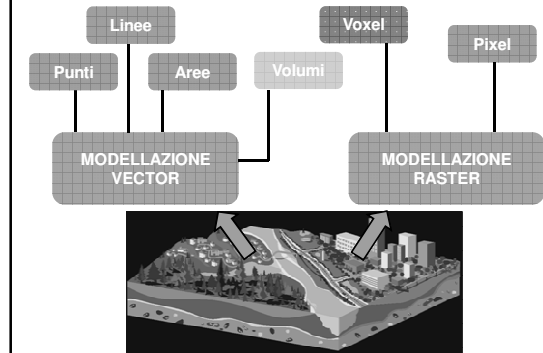 Linee
Voxel
Pixel
Punti
Aree
Volumi
MODELLAZIONE
VECTOR
MODELLAZIONE
RASTER